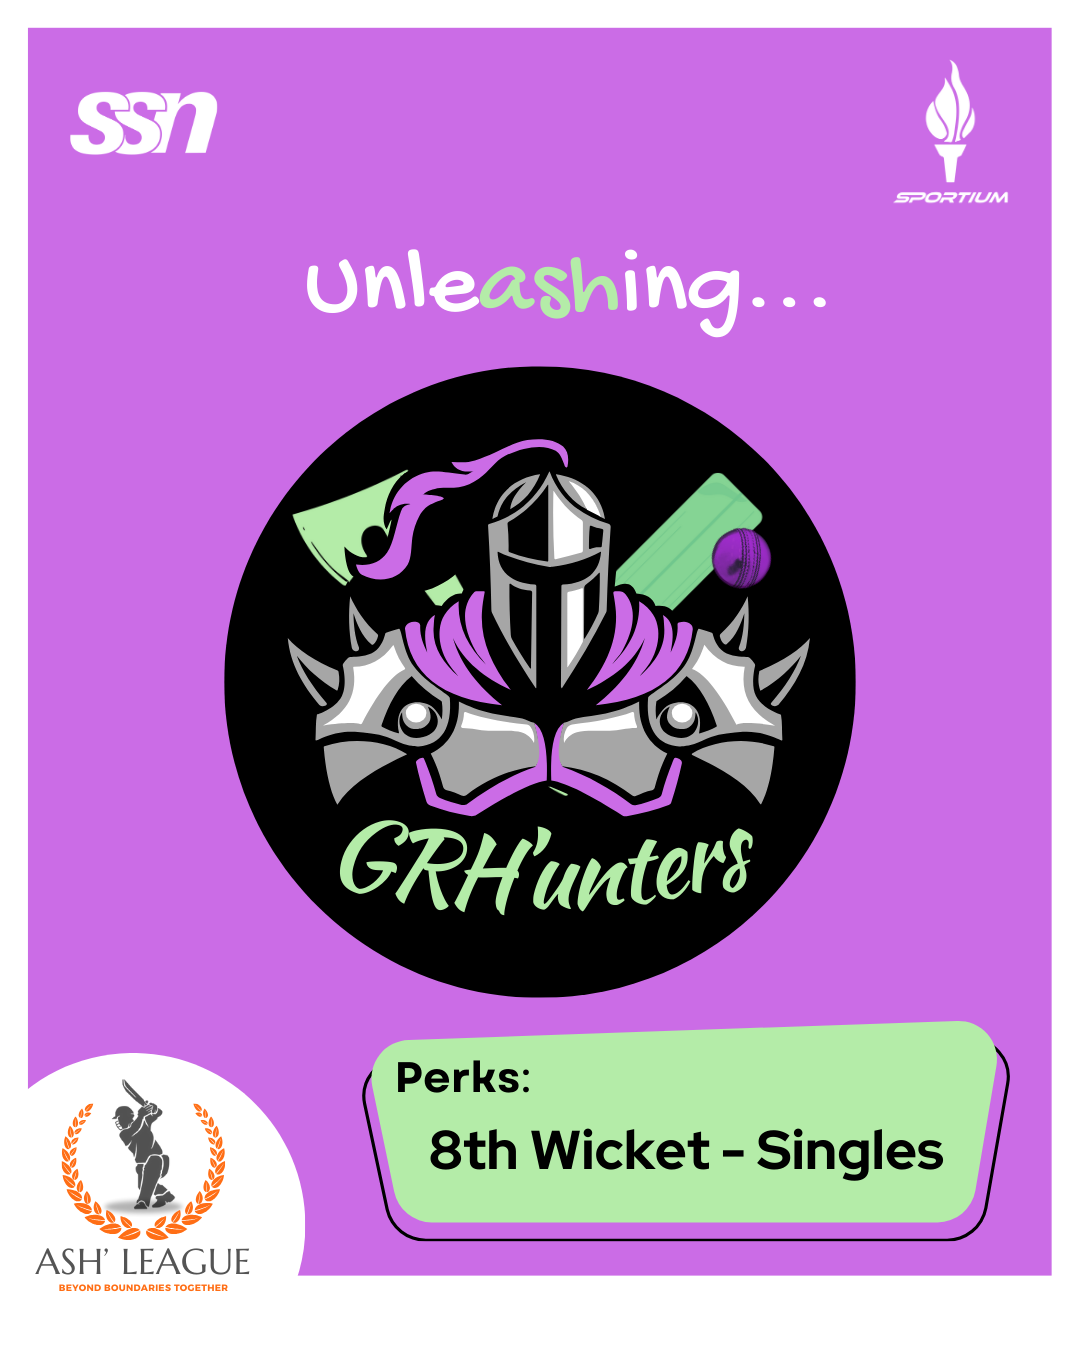 ssn
SPORTIUM
Unleashing...
GRH'unters
Perks:
8th Wicket - Singles
ASH' LEAGUE
BEYOND BOUNDARIES TOGETHER